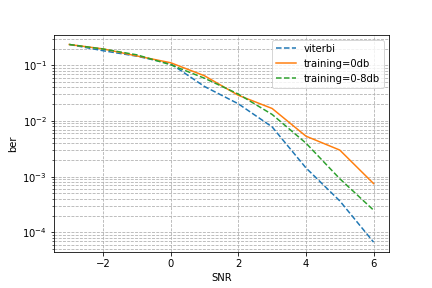 viterbi
training=0db
training=0-8db
10⁻¹
10⁻²
10⁻³
10⁻⁴
ber
−2
0
2
4
6
SNR